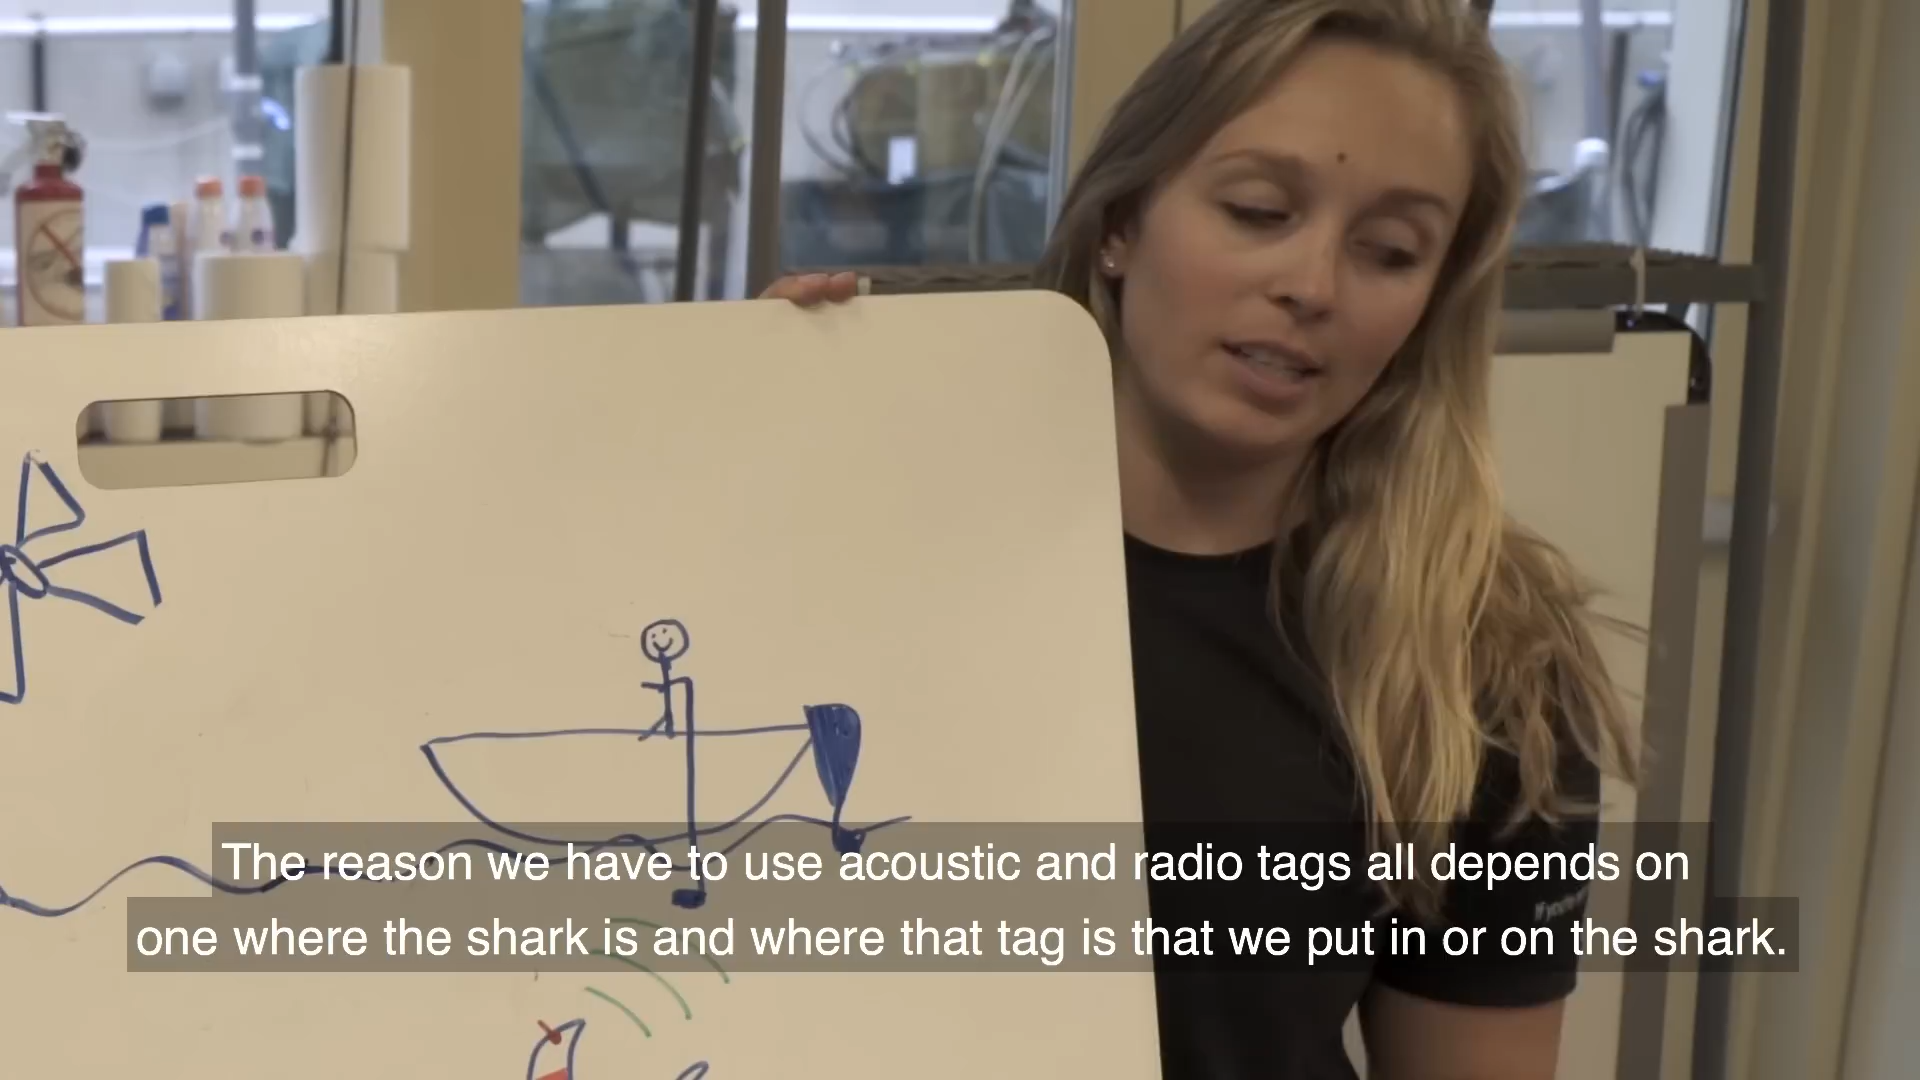 The reason we have to use acoustic and radio tags all depends on
one where the shark is and where that tag is that we put in or on the shark.